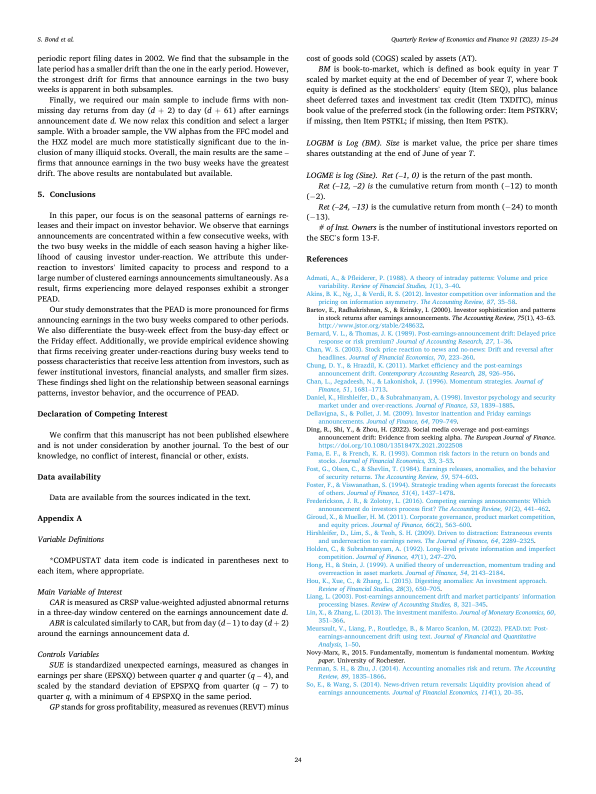 S. Bond et al.
Quarterly Review of Economics and Finance 91 (2023) 15–24
periodic report filing dates in 2002. We find that the subsample in the
late period has a smaller drift than the one in the early period. However,
the strongest drift for firms that announce earnings in the two busy
weeks is apparent in both subsamples.
Finally, we required our main sample to include firms with non-
missing day returns from day (d + 2) to day (d + 61) after earnings
announcement date d. We now relax this condition and select a larger
sample. With a broader sample, the VW alphas from the FFC model and
the HXZ model are much more statistically significant due to the in-
clusion of many illiquid stocks. Overall, the main results are the same –
firms that announce earnings in the two busy weeks have the greatest
drift. The above results are nontabulated but available.
5. Conclusions
In this paper, our focus is on the seasonal patterns of earnings re-
leases and their impact on investor behavior. We observe that earnings
announcements are concentrated within a few consecutive weeks, with
the two busy weeks in the middle of each season having a higher like-
lihood of causing investor under-reaction. We attribute this under-
reaction to investors' limited capacity to process and respond to a
large number of clustered earnings announcements simultaneously. As a
result, firms experiencing more delayed responses exhibit a stronger
PEAD.
Our study demonstrates that the PEAD is more pronounced for firms
announcing earnings in the two busy weeks compared to other periods.
We also differentiate the busy-week effect from the busy-day effect or
the Friday effect. Additionally, we provide empirical evidence showing
that firms receiving greater under-reactions during busy weeks tend to
possess characteristics that receive less attention from investors, such as
fewer institutional investors, financial analysts, and smaller firm sizes.
These findings shed light on the relationship between seasonal earnings
patterns, investor behavior, and the occurrence of PEAD.
Declaration of Competing Interest
We confirm that this manuscript has not been published elsewhere
and is not under consideration by another journal. To the best of our
knowledge, no conflict of interest, financial or other, exists.
Data availability
Data are available from the sources indicated in the text.
Appendix A
Variable Definitions
*COMPUSTAT data item code is indicated in parentheses next to
each item, where appropriate.
Main Variable of Interest
CAR is measured as CRSP value-weighted adjusted abnormal returns
in a three-day window centered on the earnings announcement date d.
ABR is calculated similarly to CAR, but from day (d–1) to day (d + 2)
around the earnings announcement data d.
Controls Variables
SUE is standardized unexpected earnings, measured as changes in
earnings per share (EPSXQ) between quarter q and quarter (q – 4), and
scaled by the standard deviation of EPSPXQ from quarter (q – 7) to
quarter q, with a minimum of 4 EPSPXQ in the same period.
GP stands for gross profitability, measured as revenues (REVT) minus
cost of goods sold (COGS) scaled by assets (AT).
BM is book-to-market, which is defined as book equity in year T
scaled by market equity at the end of December of year T, where book
equity is defined as the stockholders' equity (Item SEQ), plus balance
sheet deferred taxes and investment tax credit (Item TXDITC), minus
book value of the preferred stock (in the following order: Item PSTKRV;
if missing, then Item PSTKL; if missing, then Item PSTK).
LOGBM is Log (BM). Size is market value, the price per share times
shares outstanding at the end of June of year T.
LOGME is log (Size). Ret (–1, 0) is the return of the past month.
Ret (–12, –2) is the cumulative return from month (−12) to month
(−2).
Ret (–24, –13) is the cumulative return from month (−24) to month
(−13).
# of Inst. Owners is the number of institutional investors reported on
the SEC's form 13-F.
References
Admati, A., & Pfleiderer, P. (1988). A theory of intraday patterns: Volume and price
variability. Review of Financial Studies, 1(1), 3–40.
Akins, B. K., Ng, J., & Verdi, R. S. (2012). Investor competition over information and the
pricing on information asymmetry. The Accounting Review, 87, 35–58.
Bartov, E., Radhakrishnan, S., & Krinsky, I. (2000). Investor sophistication and patterns
in stock returns after earnings announcements. The Accounting Review, 75(1), 43–63.
http://www.jstor.org/stable/248632.
Bernard, V. L., & Thomas, J. K. (1989). Post-earnings-announcement drift: Delayed price
response or risk premium? Journal of Accounting Research, 27, 1–36.
Chan, W. S. (2003). Stock price reaction to news and no-news: Drift and reversal after
headlines. Journal of Financial Economics, 70, 223–260.
Chung, D. Y., & Hrazdil, K. (2011). Market efficiency and the post-earnings
announcement drift. Contemporary Accounting Research, 28, 926–956.
Chan, L., Jegadeesh, N., & Lakonishok, J. (1996). Momentum strategies. Journal of
Finance, 51, 1681–1713.
Daniel, K., Hirshleifer, D., & Subrahmanyam, A. (1998). Investor psychology and security
market under and over-reactions. Journal of Finance, 53, 1839–1885.
Dellavigna, S., & Pollet, J. M. (2009). Investor inattention and Friday earnings
announcements. Journal of Finance, 64, 709–749.
Ding, R., Shi, Y., & Zhou, H. (2022). Social media coverage and post-earnings
announcement drift: Evidence from seeking alpha. The European Journal of Finance.
https://doi.org/10.1080/1351847X.2021.2022508
Fama, E. F., & French, K. R. (1993). Common risk factors in the return on bonds and
stocks. Journal of Financial Economics, 33, 3–53.
Fost, G., Olsen, C., & Shevlin, T. (1984). Earnings releases, anomalies, and the behavior
of security returns. The Accounting Review, 59, 574–603.
Foster, F., & Viswanathan, S. (1994). Strategic trading when agents forecast the forecasts
of others. Journal of Finance, 51(4), 1437–1478.
Frederickson, J. R., & Zolotoy, L. (2016). Competing earnings announcements: Which
announcement do investors process first? The Accounting Review, 91(2), 441–462.
Giroud, X., & Mueller, H. M. (2011). Corporate governance, product market competition,
and equity prices. Journal of Finance, 66(2), 563–600.
Hirshleifer, D., Lim, S., & Teoh, S. H. (2009). Driven to distraction: Extraneous events
and underreaction to earnings news. The Journal of Finance, 64, 2289–2325.
Holden, C., & Subrahmanyam, A. (1992). Long-lived private information and imperfect
competition. Journal of Finance, 47(1), 247–270.
Hong, H., & Stein, J. (1999). A unified theory of underreaction, momentum trading and
overreaction in asset markets. Journal of Finance, 54, 2143–2184.
Hou, K., Xue, C., & Zhang, L. (2015). Digesting anomalies: An investment approach.
Review of Financial Studies, 28(3), 650–705.
Liang, L. (2003). Post-earnings announcement drift and market participants' information
processing biases. Review of Accounting Studies, 8, 321–345.
Lin, X., & Zhang, L. (2013). The investment manifesto. Journal of Monetary Economics, 60,
351–366.
Meursault, V., Liang, P., Routledge, B., & Marco Scanlon, M. (2022). PEAD.txt: Post-
earnings-announcement drift using text. Journal of Financial and Quantitative
Analysis, 1–50.
Novy-Marx, R., 2015. Fundamentally, momentum is fundamental momentum. Working
paper. University of Rochester.
Penman, S. H., & Zhu, J. (2014). Accounting anomalies risk and return. The Accounting
Review, 89, 1835–1866.
So, E., & Wang, S. (2014). News-driven return reversals: Liquidity provision ahead of
earnings announcements. Journal of Financial Economics, 114(1), 20–35.
24